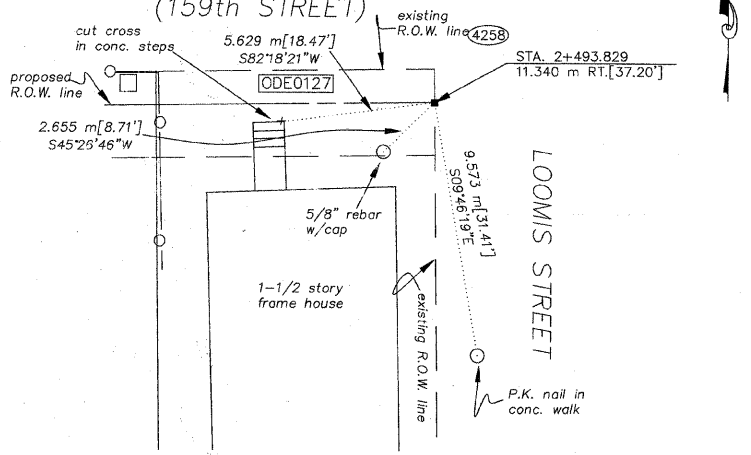 (159th STREET)
cut cross
in conc. steps
5.629 m[18.47']
S82°18'21"W
existing
R.O.W. line
4258
STA. 2+493.829
11.340 m RT.[37.20']
proposed
R.O.W. line
ODE0127
2.655 m[8.71']
S45°26'46"W
9.573 m[31.41']
S09°46'19"E
LOOMIS STREET
5/8" rebar
w/cap
1-1/2 story
frame house
existing R.O.W. line
P.K. nail in
conc. walk